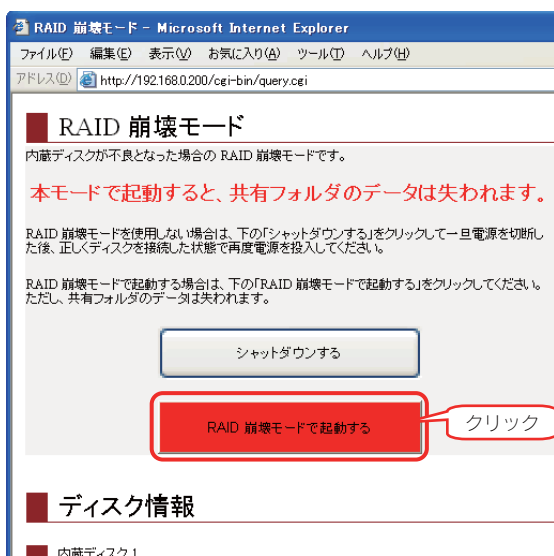 RAID 崩壊モード - Microsoft Internet Explorer
ファイル(F) 編集(E) 表示(V) お気に入り(A) ツール(T) ヘルプ(H)
アドレス(D) http://192.168.0.200/cgi-bin/query.cgi
RAID 崩壊モード
内蔵ディスクが不良となった場合の RAID 崩壊モードです。
本モードで起動すると、共有フォルダのデータは失われます。
RAID 崩壊モードを使用しない場合は、下の「シャットダウンする」をクリックして一旦電源を切断し
た後、正しくディスクを接続した状態で再度電源を投入してください。
RAID 崩壊モードで起動する場合は、下の「RAID 崩壊モードで起動する」をクリックしてください。
ただし、共有フォルダのデータは失われます。
シャットダウンする
RAID 崩壊モードで起動する
クリック
ディスク情報
内蔵ディスク 1